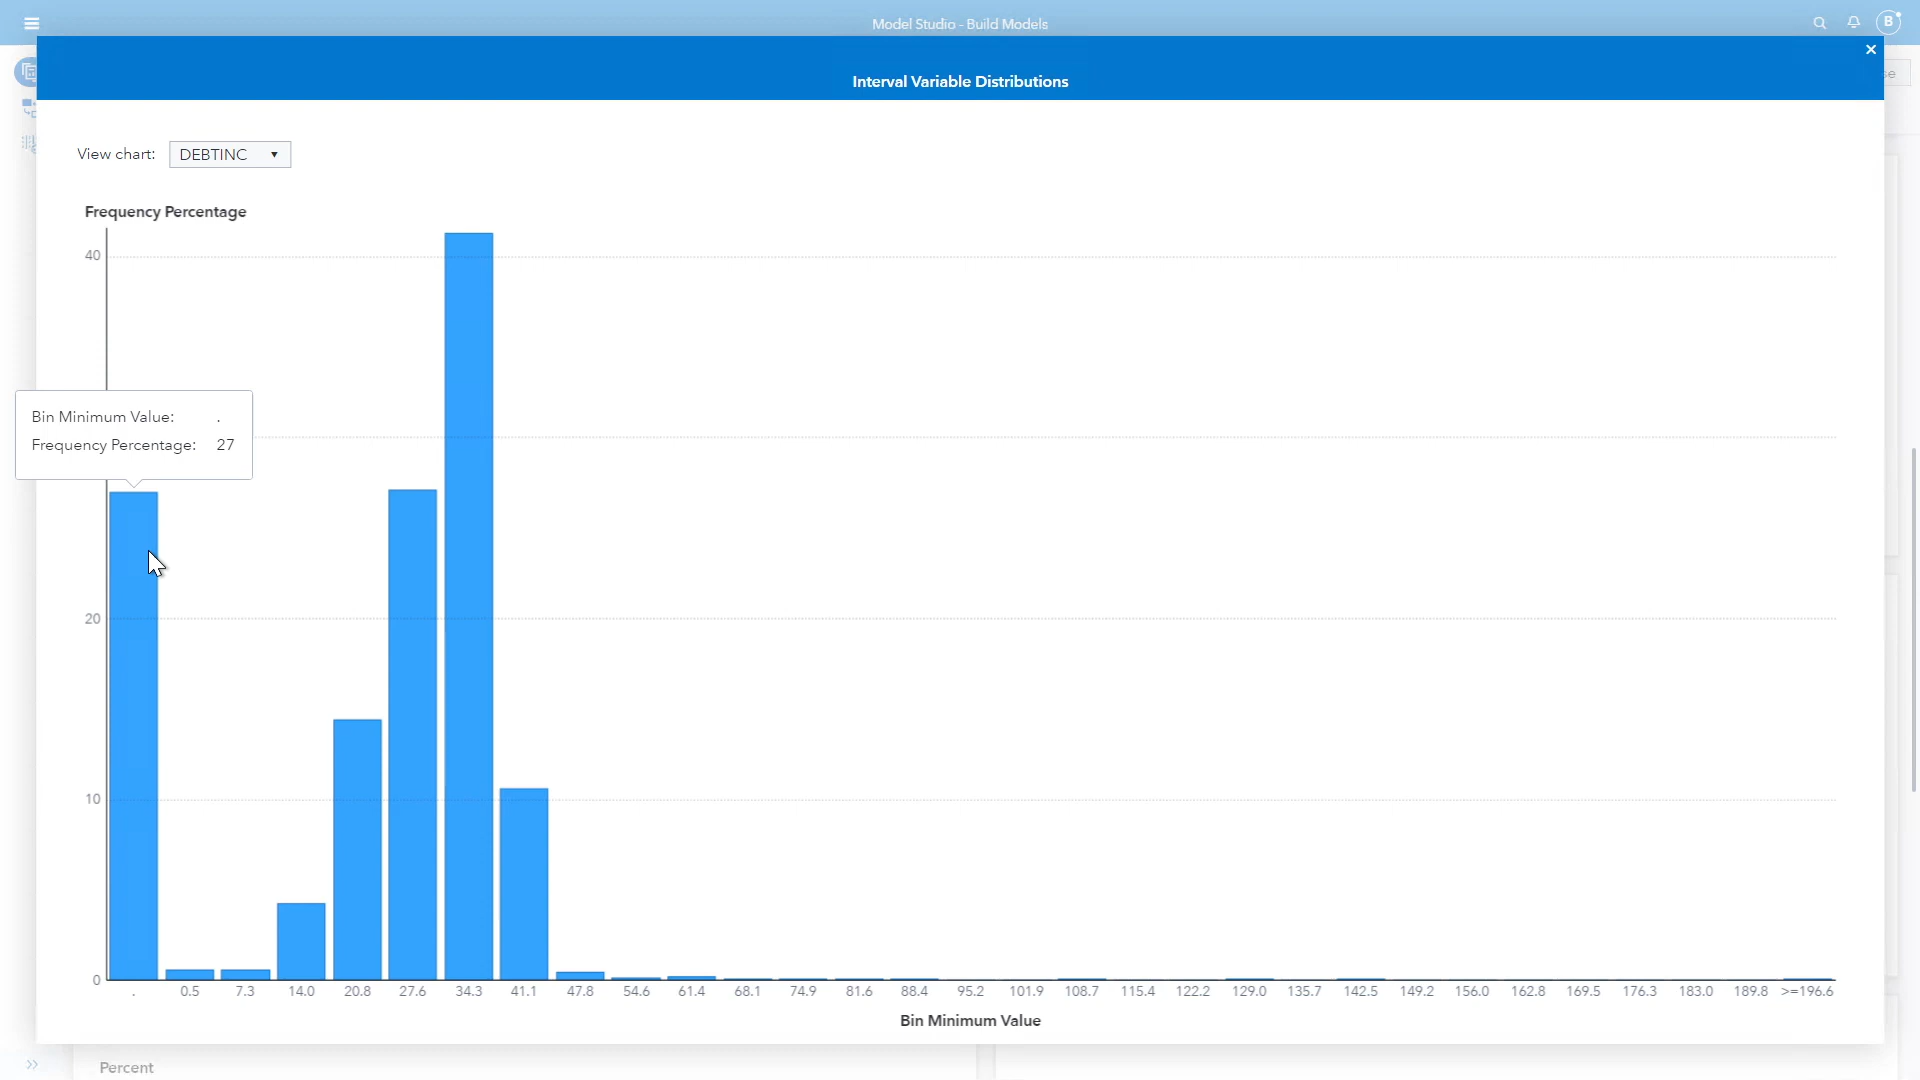 Model Studio - Build Models
B
Interval Variable Distributions
se
View chart: DEBTINC
Frequency Percentage
40
Bin Minimum Value: .
Frequency Percentage: 27
20
10
0
. 0.5 7.3 14.0 20.8 27.6 34.3 41.1 47.8 54.6 61.4 68.1 74.9 81.6 88.4 95.2 101.9 108.7 115.4 122.2 129.0 135.7 142.5 149.2 156.0 162.8 169.5 176.3 183.0 189.8 >=196.6
Bin Minimum Value
Percent